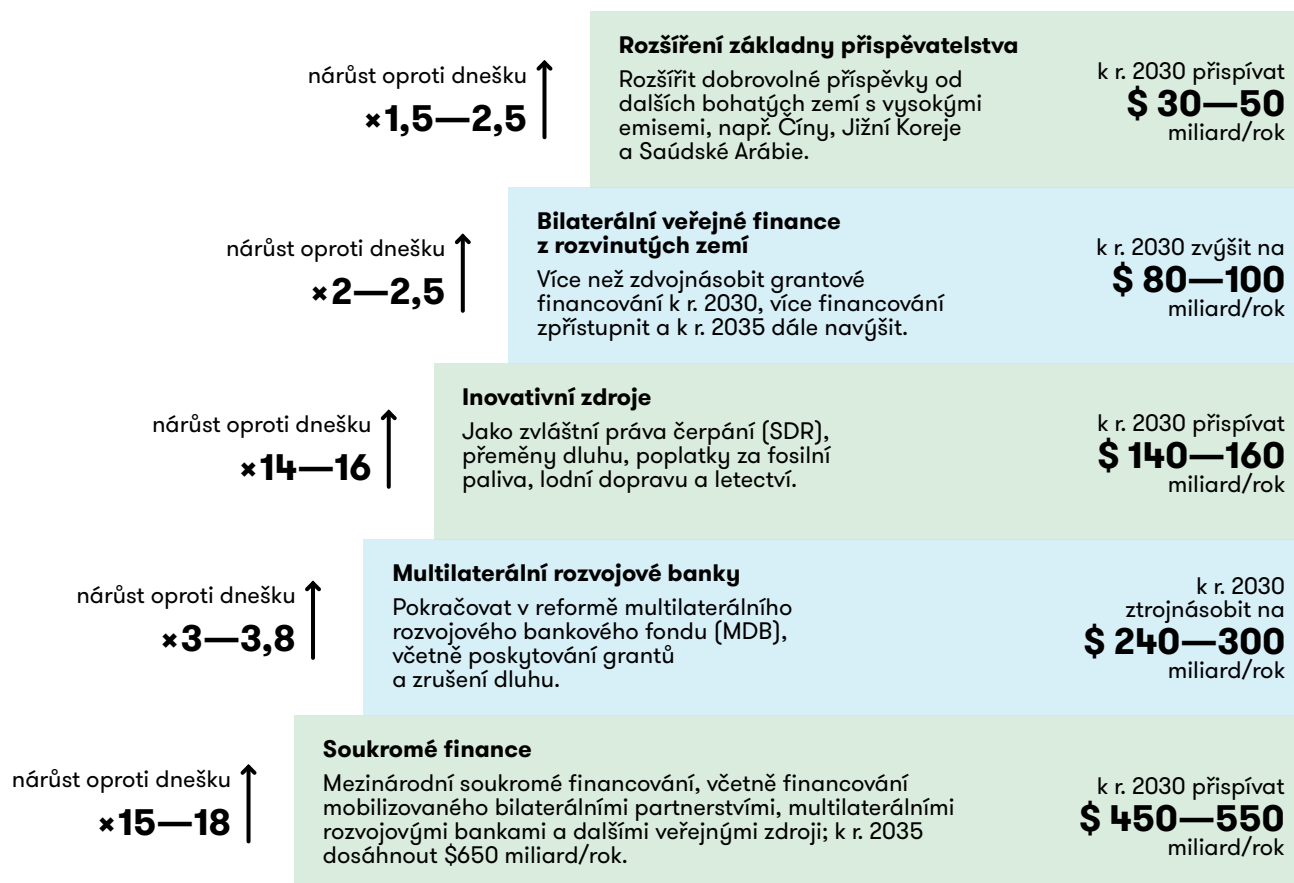 nárůst oproti dnešku
×1,5—2,5
Rozšíření základny přispěvatelstva
Rozšířit dobrovolné příspěvky od
dalších bohatých zemí s vysokými
emisemi, např. Číny, Jižní Koreje
a Saúdské Arábie.
k r. 2030 přispívat
$ 30—50
miliard/rok
nárůst oproti dnešku
×2—2,5
Bilaterální veřejné finance
z rozvinutých zemí
Více než zdvojnásobit grantové
financování k r. 2030, více financování
zpřístupnit a k r. 2035 dále navýšit.
k r. 2030 zvýšit na
$ 80—100
miliard/rok
nárůst oproti dnešku
×14—16
Inovativní zdroje
Jako zvláštní práva čerpání (SDR),
přeměny dluhu, poplatky za fosilní
paliva, lodní dopravu a letectví.
k r. 2030 přispívat
$ 140—160
miliard/rok
nárůst oproti dnešku
×3—3,8
Multilaterální rozvojové banky
Pokračovat v reformě multilaterálního
rozvojového bankového fondu (MDB),
včetně poskytování grantů
a zrušení dluhu.
k r. 2030
ztrojnásobit na
$ 240—300
miliard/rok
nárůst oproti dnešku
×15—18
Soukromé finance
Mezinárodní soukromé financování, včetně financování
mobilizovaného bilaterálními partnerstvími, multilaterálními
rozvojovými bankami a dalšími veřejnými zdroji; k r. 2035
dosáhnout $650 miliard/rok.
k r. 2030 přispívat
$ 450—550
miliard/rok